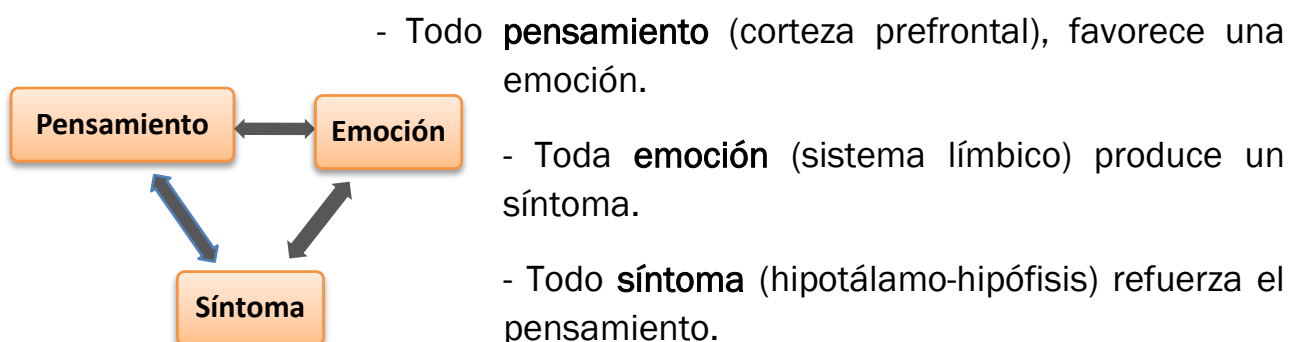 - Todo pensamiento (corteza prefrontal), favorece una
emoción.
Pensamiento
Emoción
- Toda emoción (sistema límbico) produce un
síntoma.
Síntoma
- Todo síntoma (hipotálamo-hipófisis) refuerza el
pensamiento.